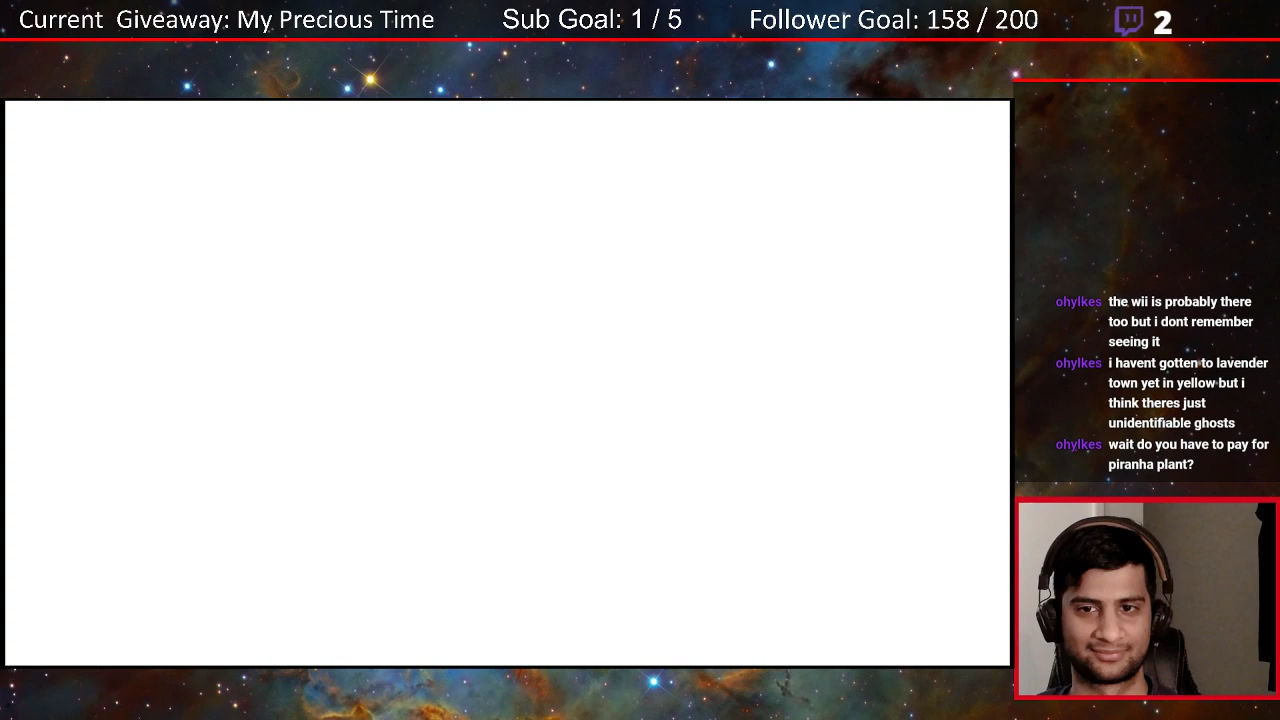 Current Giveaway: My Precious Time Sub Goal: 1 / 5 Follower Goal: 158 / 200 2
ohylkes the wii is probably there
too but i dont remember
seeing it
ohylkes i havent gotten to lavender
town yet in yellow but i
think theres just
unidentifiable ghosts
ohylkes wait do you have to pay for
piranha plant?